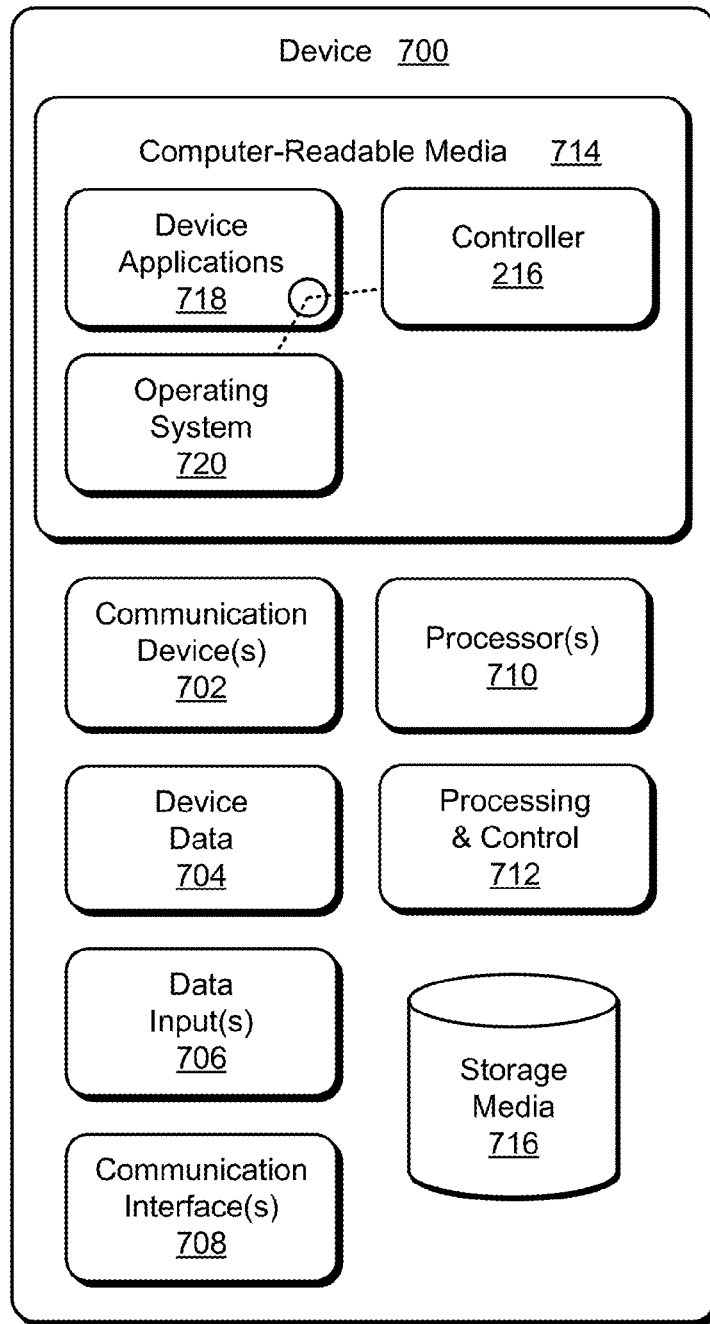 Device 700
Computer-Readable Media 714
Device
Applications
718
Controller
216
Operating
System
720
Communication
Device(s)
702
Processor(s)
710
Device
Data
704
Processing
& Control
712
Data
Input(s)
706
Storage
Media
716
Communication
Interface(s)
708